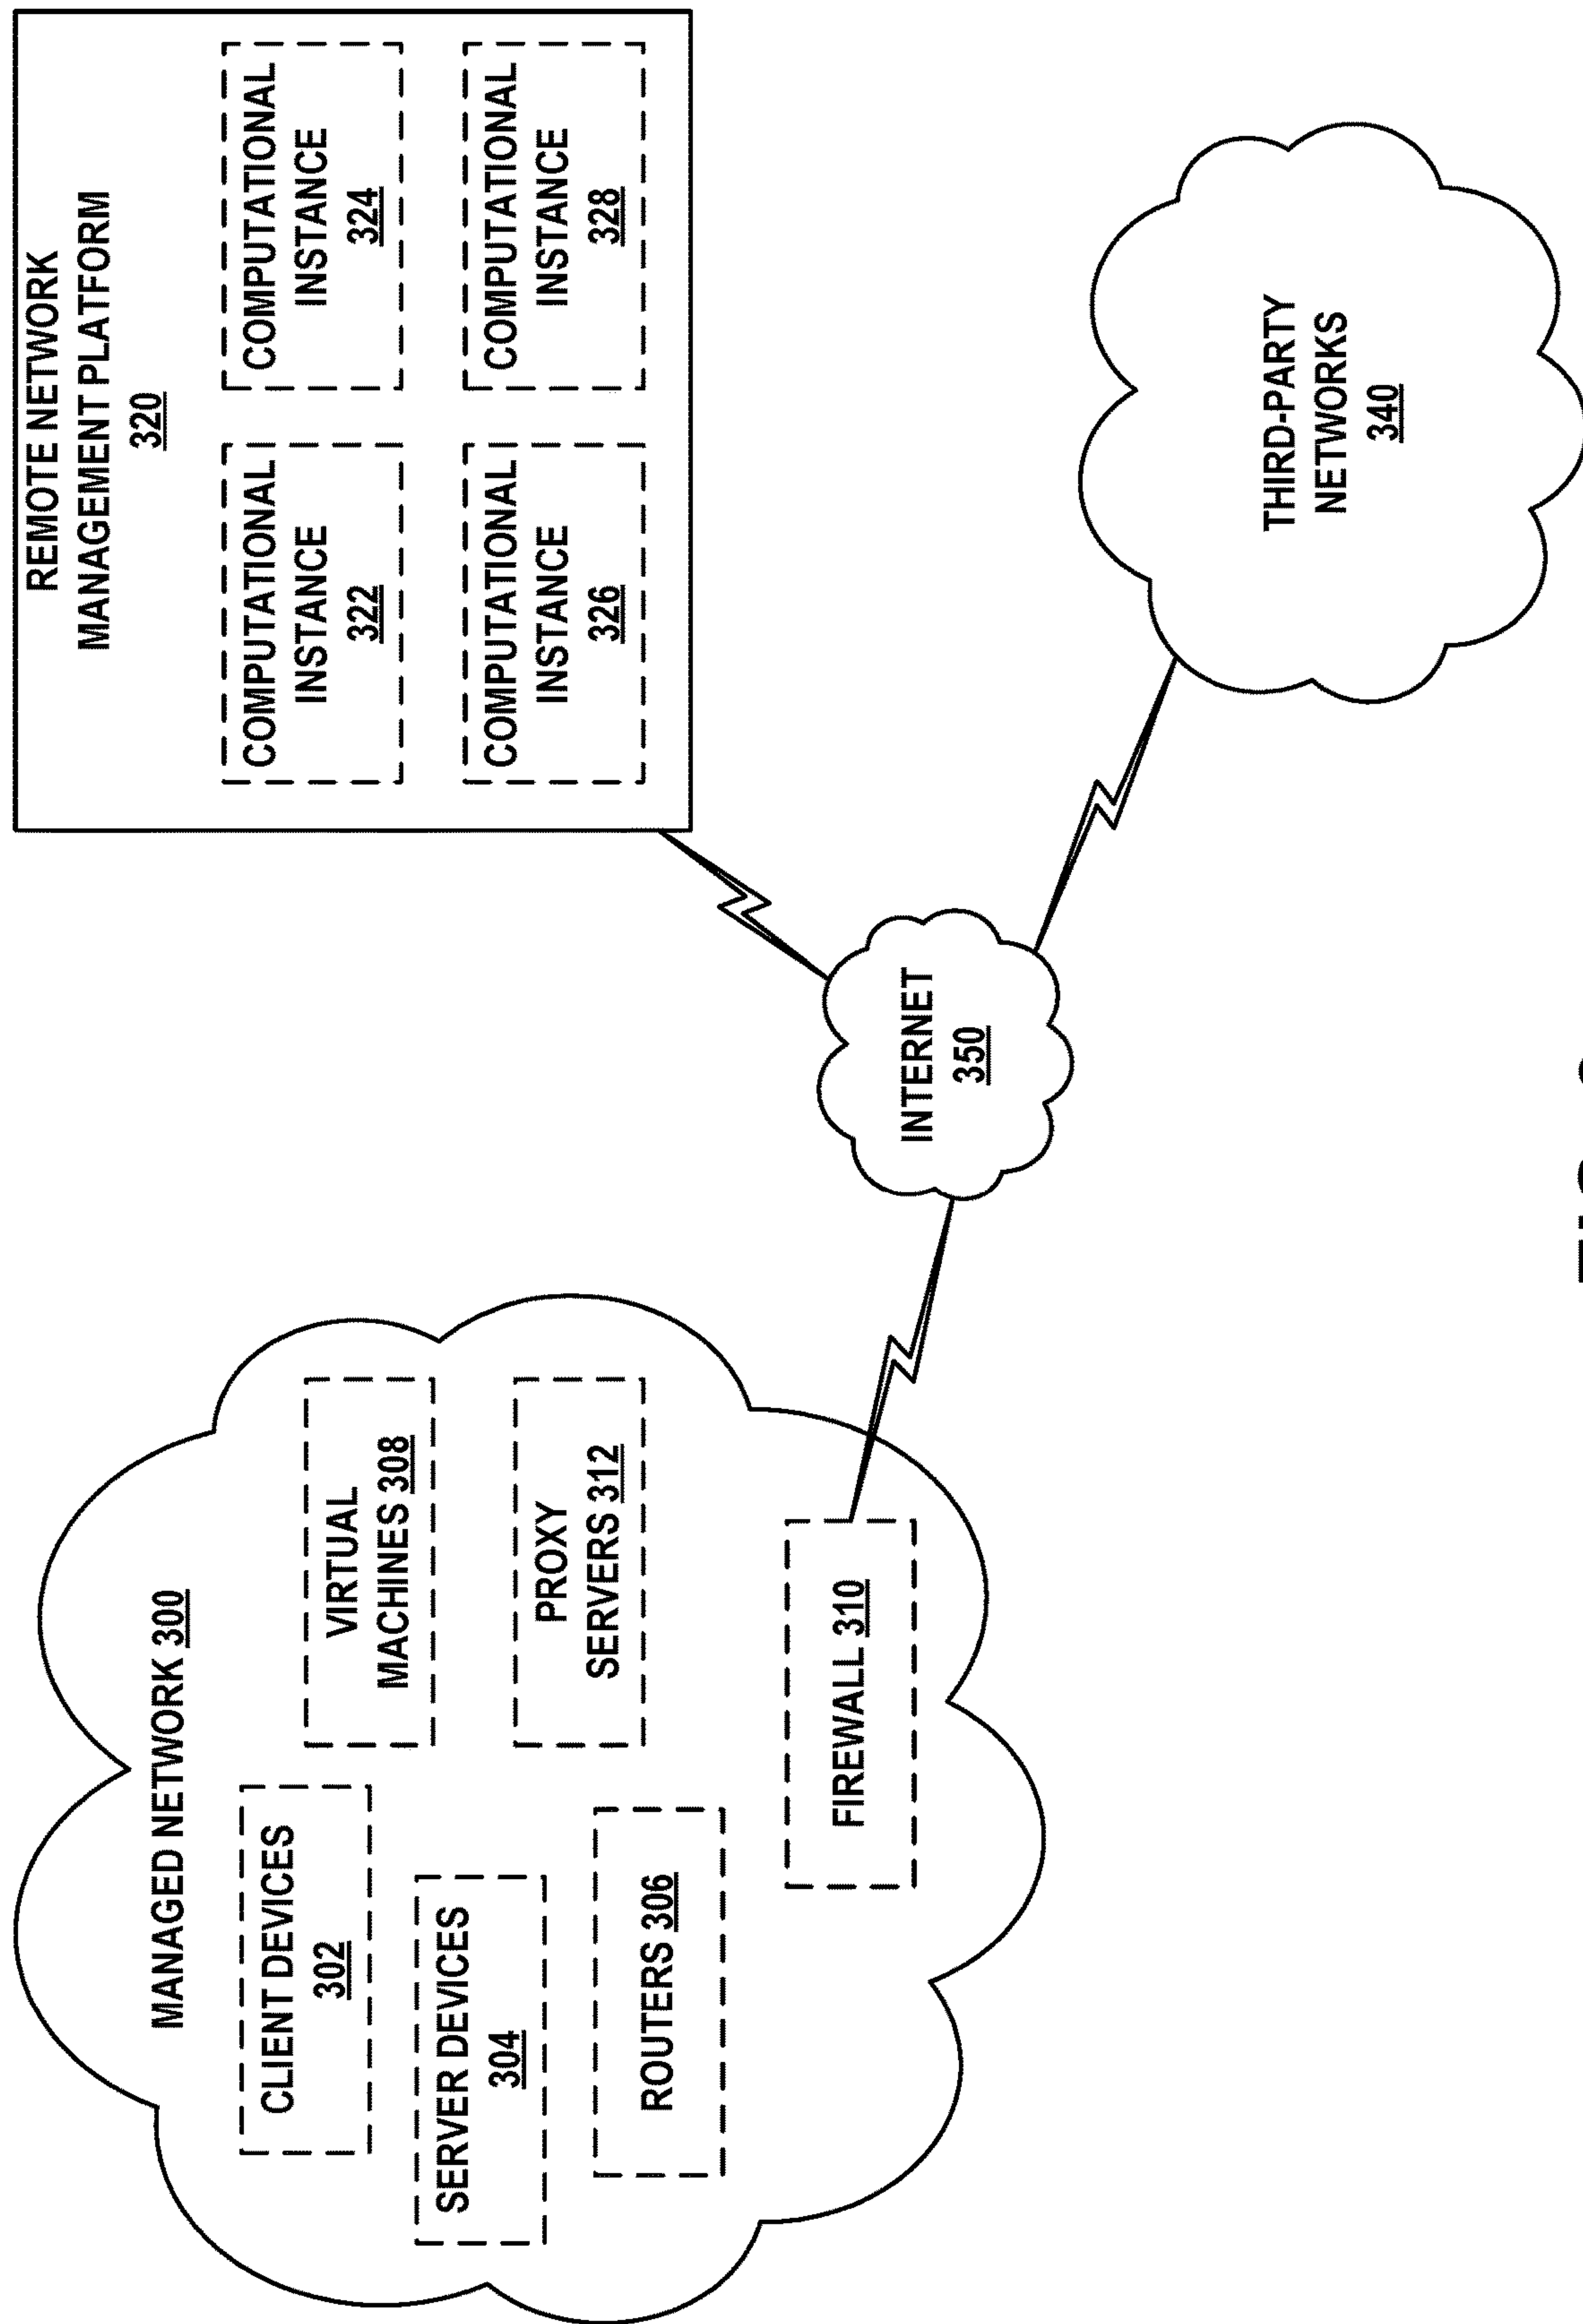 MANAGED NETWORK 300
CLIENT DEVICES
302
SERVER DEVICES
304
ROUTERS 306
VIRTUAL
MACHINES 308
PROXY
SERVERS 312
FIREWALL 310
INTERNET
350
REMOTE NETWORK
MANAGEMENT PLATFORM
320
COMPUTATIONAL
INSTANCE
322
COMPUTATIONAL
INSTANCE
324
COMPUTATIONAL
INSTANCE
326
COMPUTATIONAL
INSTANCE
328
THIRD-PARTY
NETWORKS
340